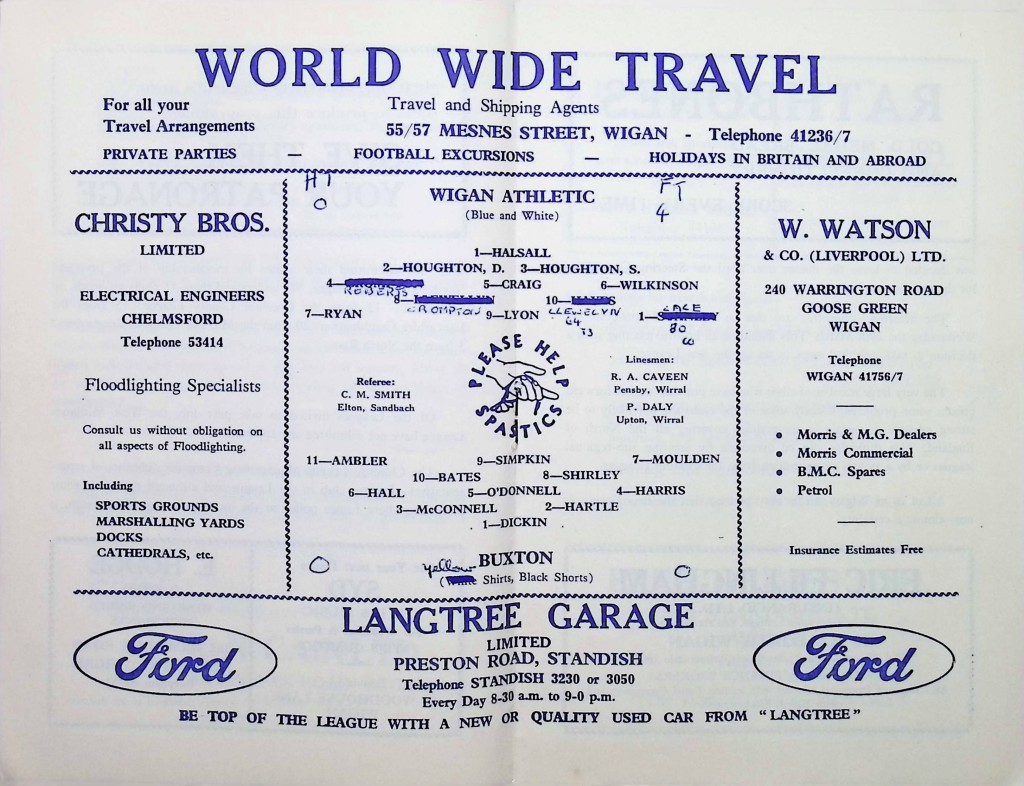 WORLD WIDE TRAVEL
For all your
Travel Arrangements
Travel and Shipping Agents
55/57 MESNES STREET, WIGAN - Telephone 41236/7
PRIVATE PARTIES — FOOTBALL EXCURSIONS — HOLIDAYS IN BRITAIN AND ABROAD
CHRISTY BROS.
LIMITED
ELECTRICAL ENGINEERS
CHELMSFORD
Telephone 53414
Floodlighting Specialists
Consult us without obligation on
all aspects of Floodlighting.
Including
SPORTS GROUNDS
MARSHALLING YARDS
DOCKS
CATHEDRALS, etc.
HT
0
WIGAN ATHLETIC
(Blue and White)
FT
4
1—HALSALL
2—HOUGHTON, D. 3—HOUGHTON, S.
4— 5—CRAIG 6—WILKINSON
ROBERTS
8— 10—
7—RYAN CROMPTON 9—LYON LLEWELYN 1—
LACE
64
73
80
Referee:
C. M. SMITH
Elton, Sandbach
PLEASE HELP
SPASTICS
Linesmen:
R. A. CAVEEN
Pensby, Wirral
P. DALY
Upton, Wirral
11—AMBLER 9—SIMPKIN 7—MOULDEN
10—BATES 8—SHIRLEY
6—HALL 5—O'DONNELL 4—HARRIS
3—McCONNELL 2—HARTLE
1—DICKIN
0 BUXTON 0
yellow
(White Shirts, Black Shorts)
W. WATSON
& CO. (LIVERPOOL) LTD.
240 WARRINGTON ROAD
GOOSE GREEN
WIGAN
Telephone
WIGAN 41756/7
• Morris & M.G. Dealers
• Morris Commercial
• B.M.C. Spares
• Petrol
Insurance Estimates Free
Ford
LANGTREE GARAGE
LIMITED
PRESTON ROAD, STANDISH
Telephone STANDISH 3230 or 3050
Every Day 8-30 a.m. to 9-0 p.m.
Ford
BE TOP OF THE LEAGUE WITH A NEW OR QUALITY USED CAR FROM "LANGTREE"